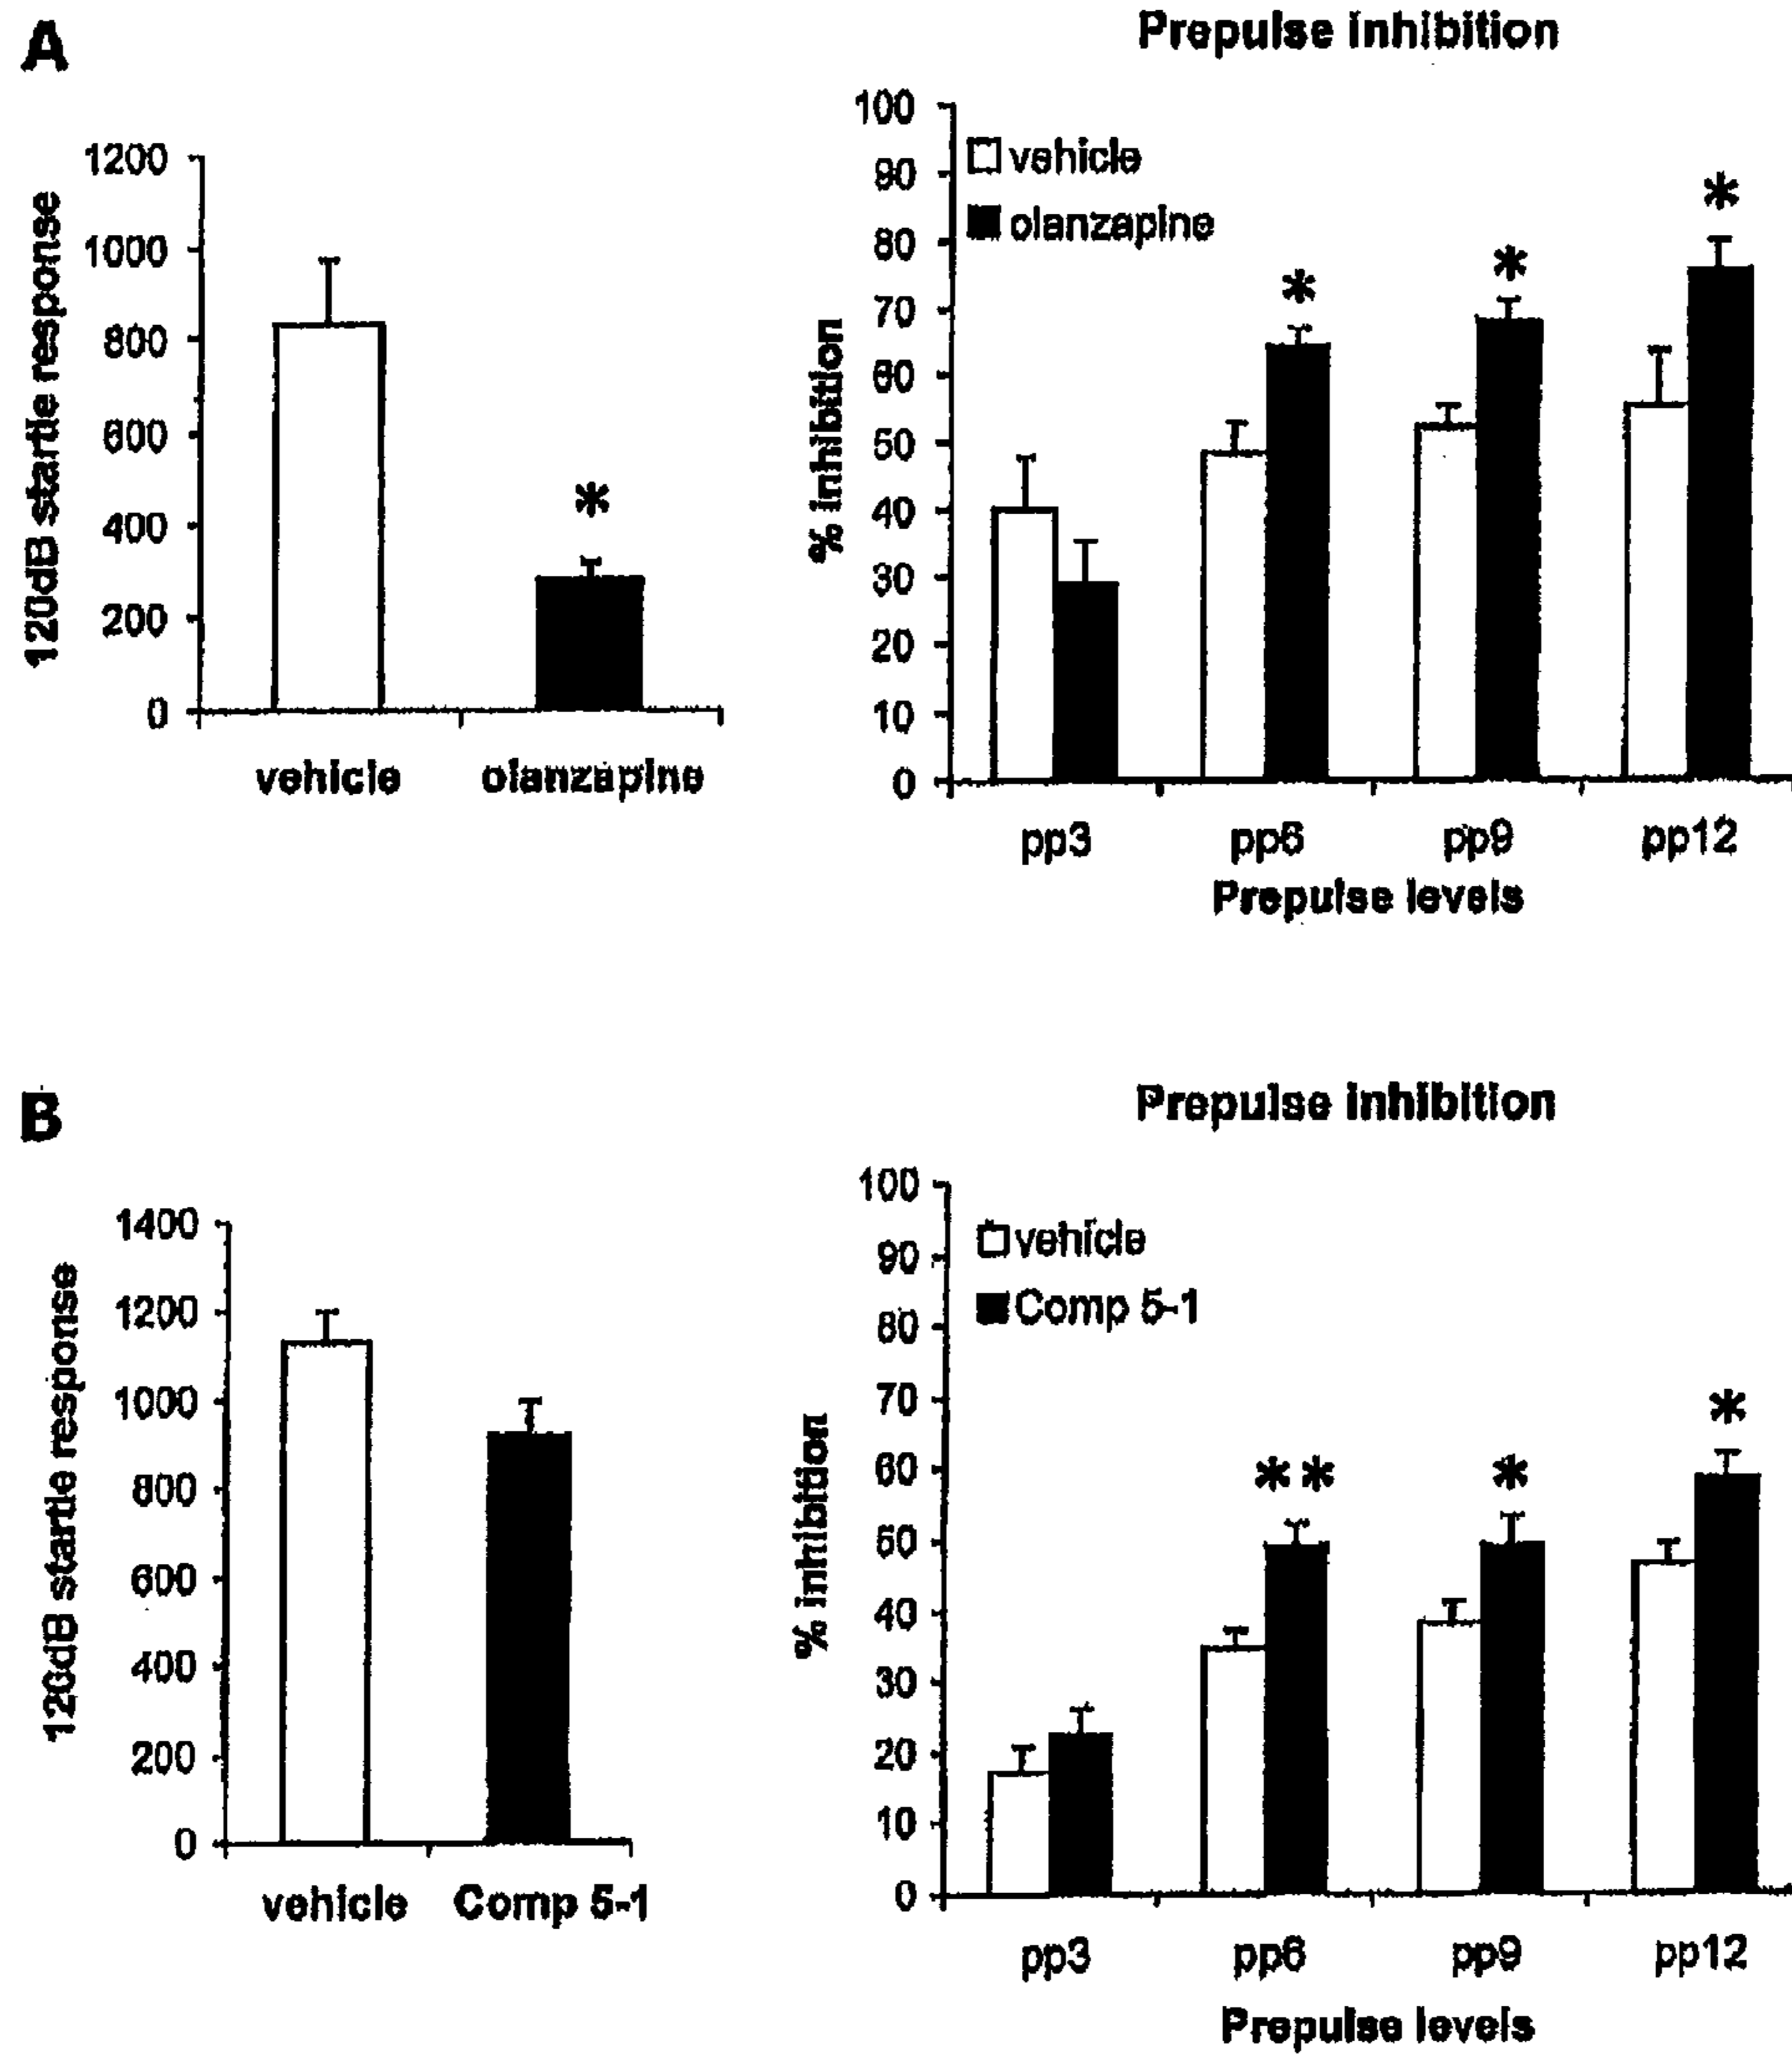 A
Prepulse inhibition
1200
1000
800
600
400
200
0
120dB startle response
*
vehicle
olanzapine
100
90
80
70
60
50
40
30
20
10
0
% inhibition
vehicle
olanzapine
*
*
*
pp3
pp6
pp9
pp12
Prepulse levels
B
Prepulse inhibition
1400
1200
1000
800
600
400
200
0
120dB startle response
vehicle
Comp 5-1
100
90
80
70
60
50
40
30
20
10
0
% inhibition
vehicle
Comp 5-1
**
*
*
pp3
pp6
pp9
pp12
Prepulse levels